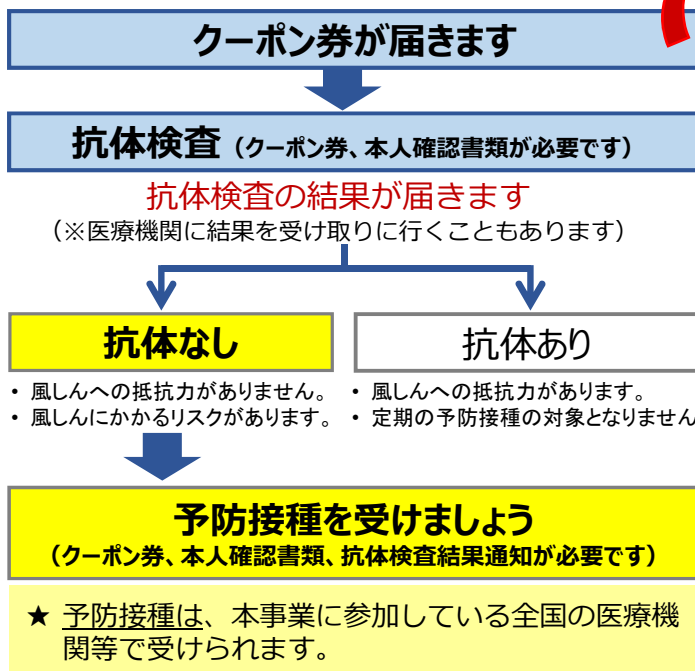 クーポン券が届きます
抗体検査（クーポン券、本人確認書類が必要です）
抗体検査の結果が届きます
（※医療機関に結果を受け取りに行くこともあります）
抗体なし
・ 風しんへの抵抗力がありません。
・ 風しんにかかるリスクがあります。
抗体あり
・ 風しんへの抵抗力があります。
・ 定期の予防接種の対象となりません
予防接種を受けましょう
（クーポン券、本人確認書類、抗体検査結果通知が必要です）
★ 予防接種は、本事業に参加している全国の医療機
関等で受けられます。